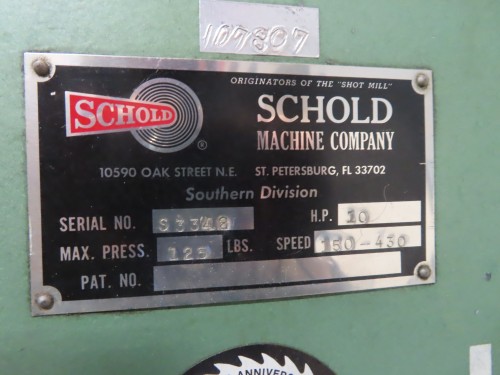 107807
ORIGINATORS OF THE "SHOT MILL"
SCHOLD ®
SCHOLD
MACHINE COMPANY
10590 OAK STREET N.E. ST. PETERSBURG, FL 33702
Southern Division
SERIAL NO. S3348 H.P. 10
MAX. PRESS. 125 LBS. SPEED 150-430
PAT. NO.